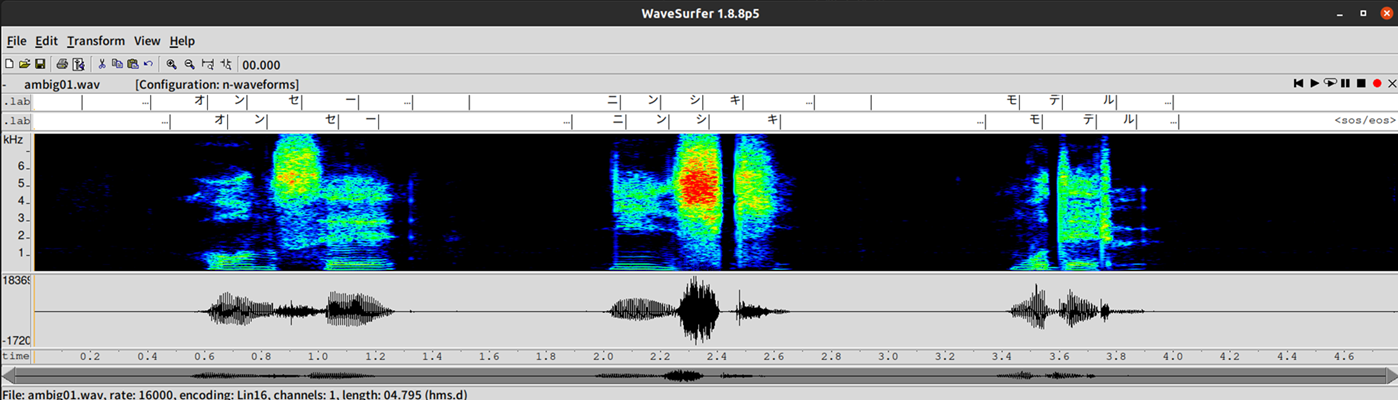 WaveSurfer 1.8.8p5
File Edit Transform View Help
00.000
- ambig01.wav [Configuration: n-waveforms]
.lab ... オ ン セ ー ... ニ ン シ キ ... モ テ ル ...
.lab ... オ ン セ ー ... ニ ン シ キ ... モ テ ル ... <sos/eos>
kHz
6
5
4
3
2
1
18369
-1720
time 0.2 0.4 0.6 0.8 1.0 1.2 1.4 1.6 1.8 2.0 2.2 2.4 2.6 2.8 3.0 3.2 3.4 3.6 3.8 4.0 4.2 4.4 4.6
File: ambig01.wav, rate: 16000, encoding: Lin16, channels: 1, length: 04.795 (hms.d)